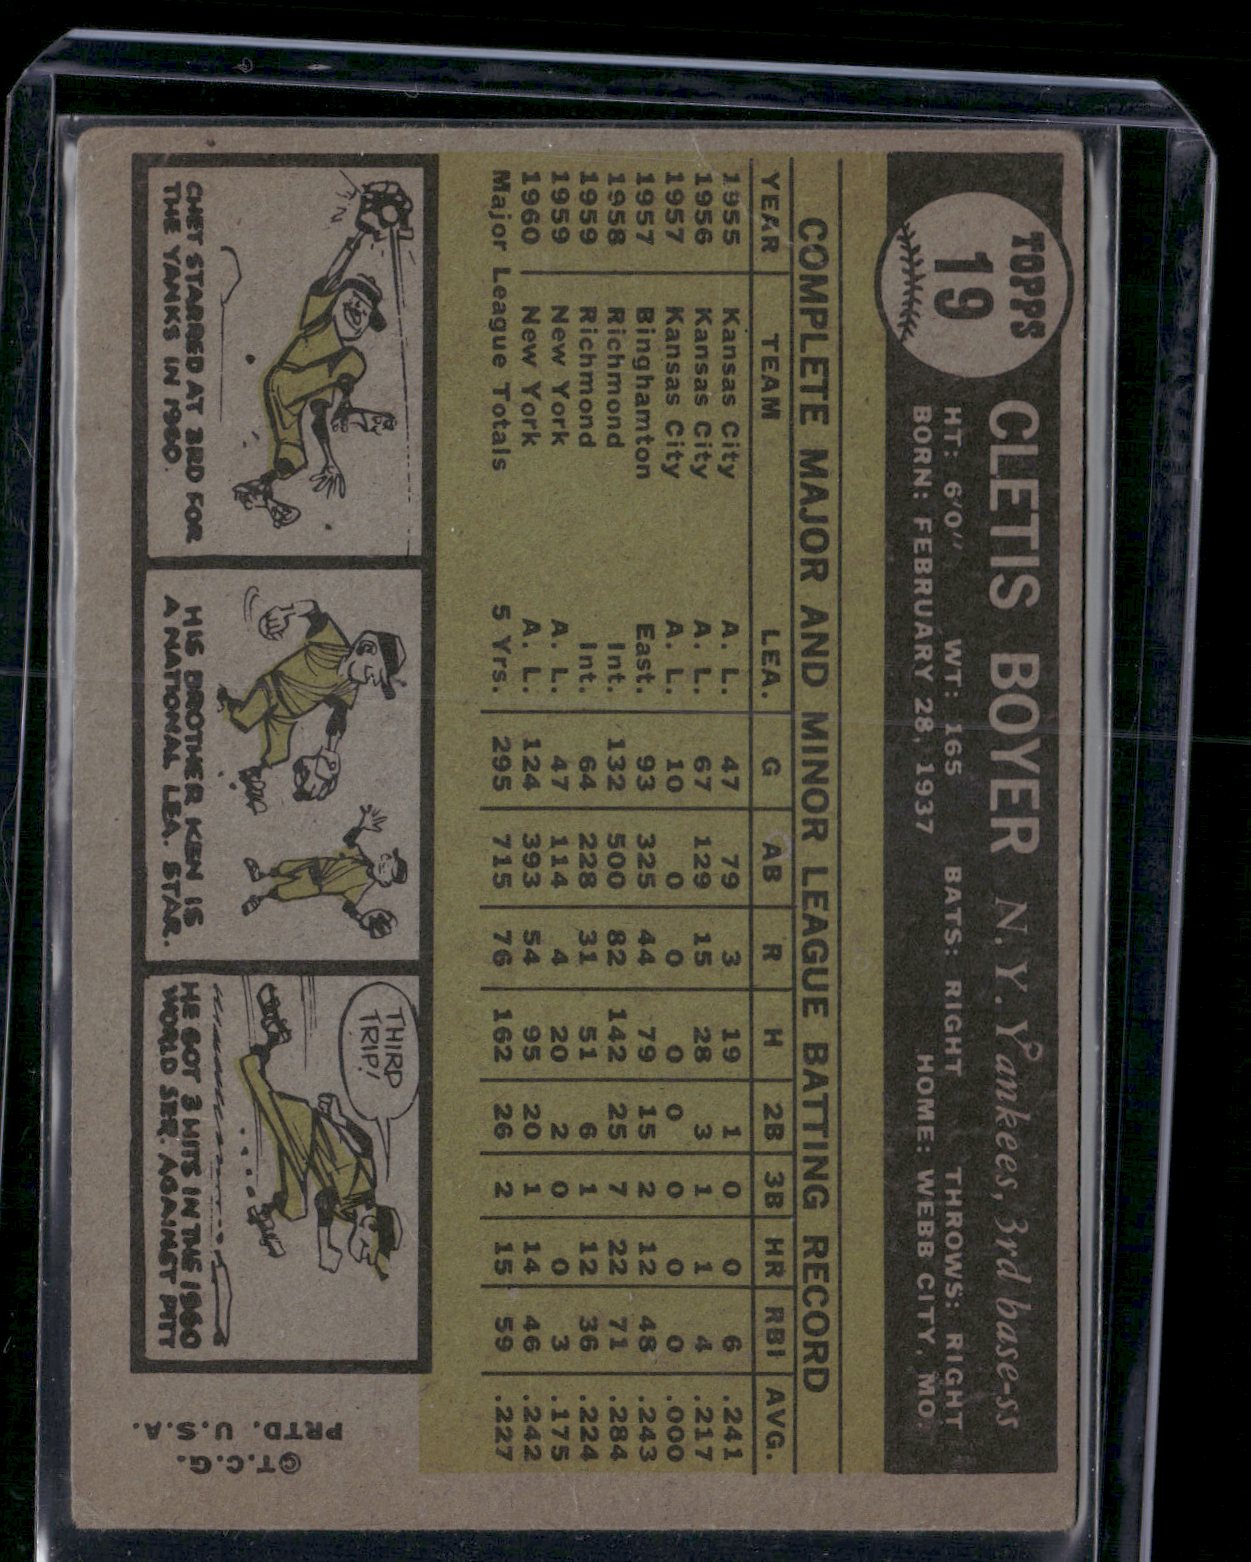 TOPPS
19
CLETIS BOYER N. Y. Yankees, 3rd base-ss
HT: 6'0" WT: 165 BATS: RIGHT THROWS: RIGHT
BORN: FEBRUARY 28, 1937 HOME: WEBB CITY, MO.
COMPLETE MAJOR AND MINOR LEAGUE BATTING RECORD
YEAR TEAM LEA. G AB R H 2B 3B HR RBI AVG.
1955 Kansas City A. L. 47 79 3 19 1 0 0 6 .241
1956 Kansas City A. L. 67 129 15 28 3 1 1 4 .217
1957 Kansas City A. L. 10 0 0 0 0 0 0 0 .000
1957 Binghamton East. 93 325 44 79 15 2 12 48 .243
1958 Richmond Int. 132 500 82 142 25 7 22 71 .284
1959 Richmond Int. 64 228 31 51 6 1 12 36 .224
1959 New York A. L. 47 114 4 20 2 0 0 3 .175
1960 New York A. L. 124 393 54 95 20 1 14 46 .242
Major League Totals 5 Yrs. 295 715 76 162 26 2 15 59 .227
CHET STARRED AT 3RD FOR
THE YANKS IN 1960.
HIS BROTHER KEN IS
A NATIONAL LEA. STAR.
THIRD
TRIP!
HE GOT 3 HITS IN THE 1960
WORLD SER. AGAINST PITT
©T.C.G.
PRTD. U.S.A.